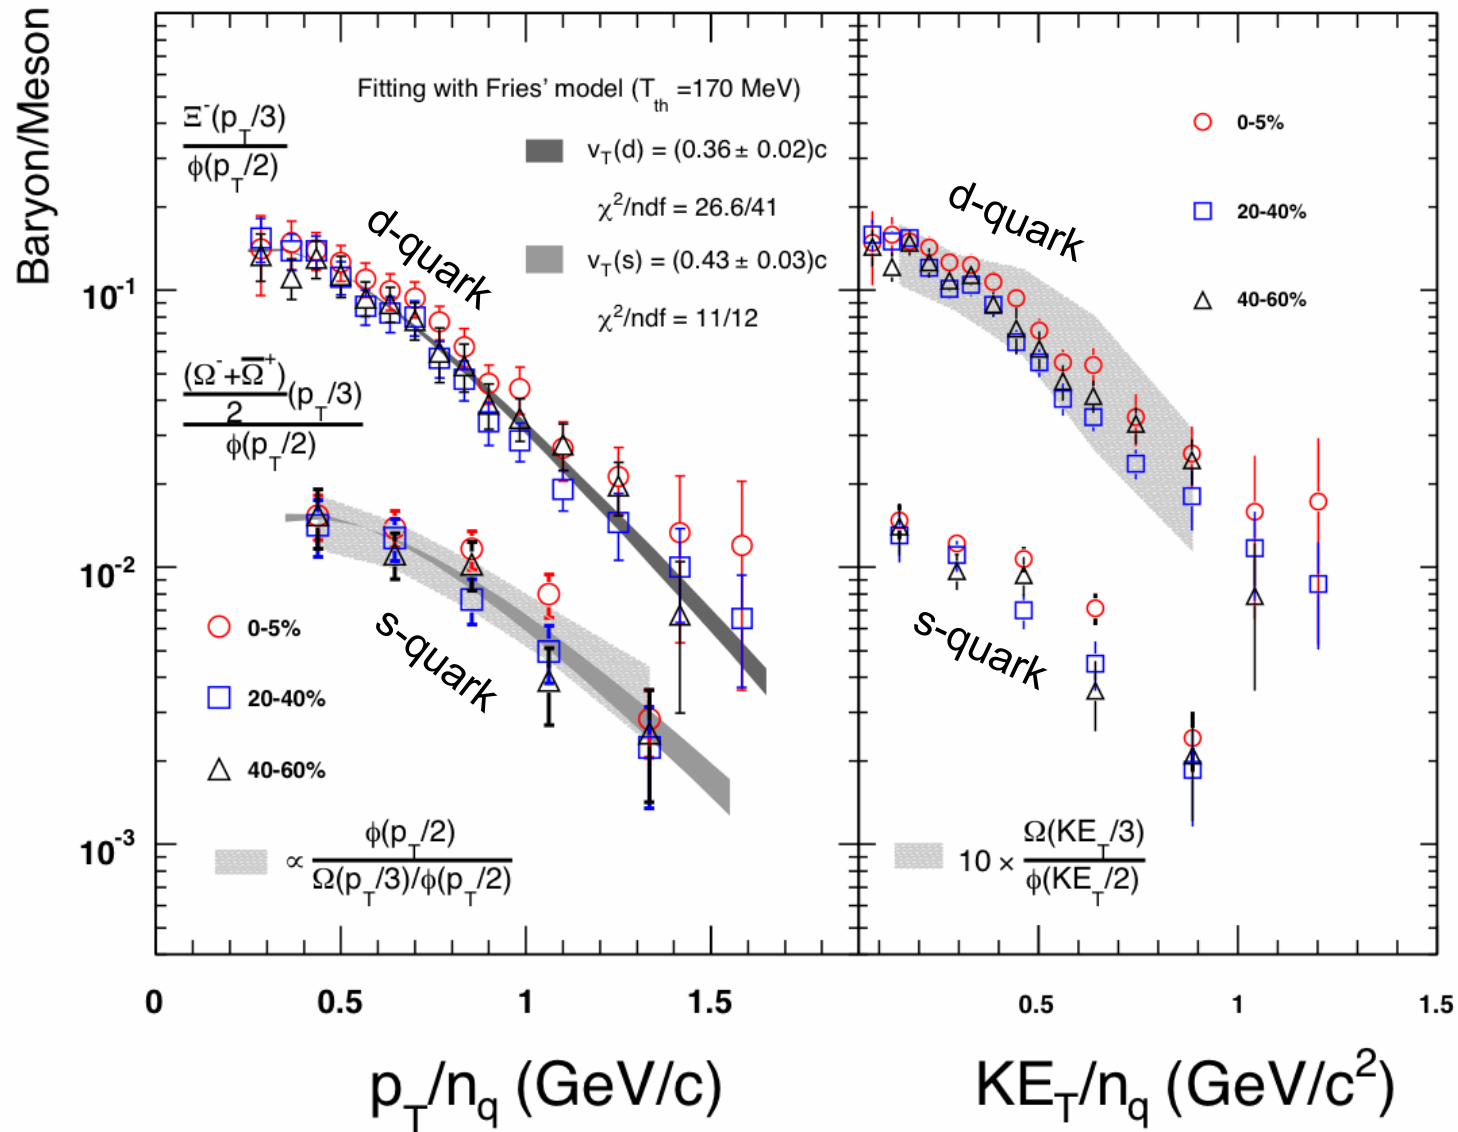 Baryon/Meson
Fitting with Fries' model (T_th =170 MeV)
Ξ⁻(p_T/3)
φ(p_T/2)
v_T(d) = (0.36 ± 0.02)c
χ²/ndf = 26.6/41
v_T(s) = (0.43 ± 0.03)c
χ²/ndf = 11/12
d-quark
(Ω⁻+Ω̅⁺)
2
(p_T/3)
φ(p_T/2)
s-quark
0-5%
20-40%
40-60%
∝ φ(p_T/2)
Ω(p_T/3)/φ(p_T/2)
10⁻¹
10⁻²
10⁻³
0 0.5 1 1.5
p_T/n_q (GeV/c)
0-5%
20-40%
40-60%
d-quark
s-quark
10 × Ω(KE_T/3)
φ(KE_T/2)
0.5 1 1.5
KE_T/n_q (GeV/c²)